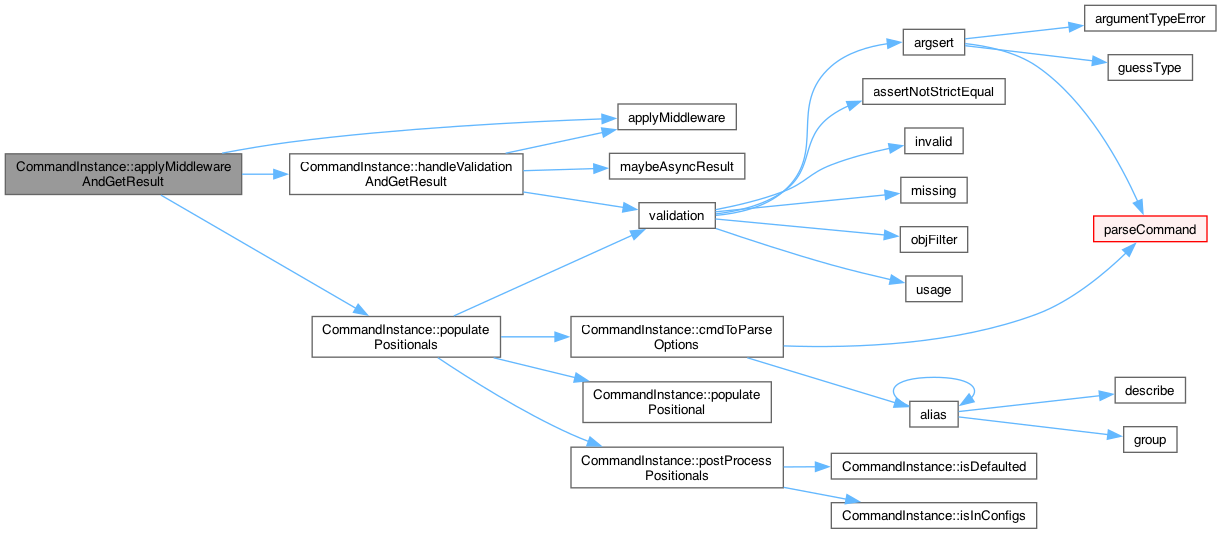 CommandInstance::applyMiddleware
AndGetResult
applyMiddleware
CommandInstance::handleValidation
AndGetResult
maybeAsyncResult
validation
argsert
argumentTypeError
guessType
assertNotStrictEqual
invalid
missing
objFilter
usage
parseCommand
CommandInstance::populate
Positionals
CommandInstance::cmdToParse
Options
CommandInstance::populate
Positional
alias
describe
group
CommandInstance::postProcess
Positionals
CommandInstance::isDefaulted
CommandInstance::isInConfigs